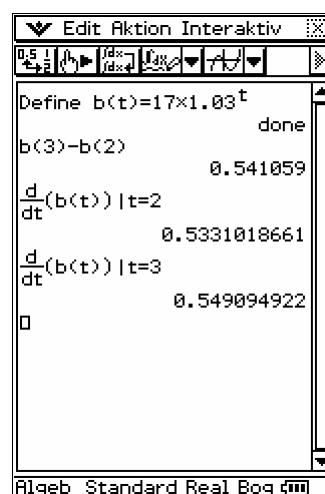 Edit Aktion Interaktiv
Define b(t)=17×1.03^t
done
b(3)-b(2)
0.541059
d/dt(b(t))|t=2
0.5331018661
d/dt(b(t))|t=3
0.549094922
Algeb Standard Real Bog